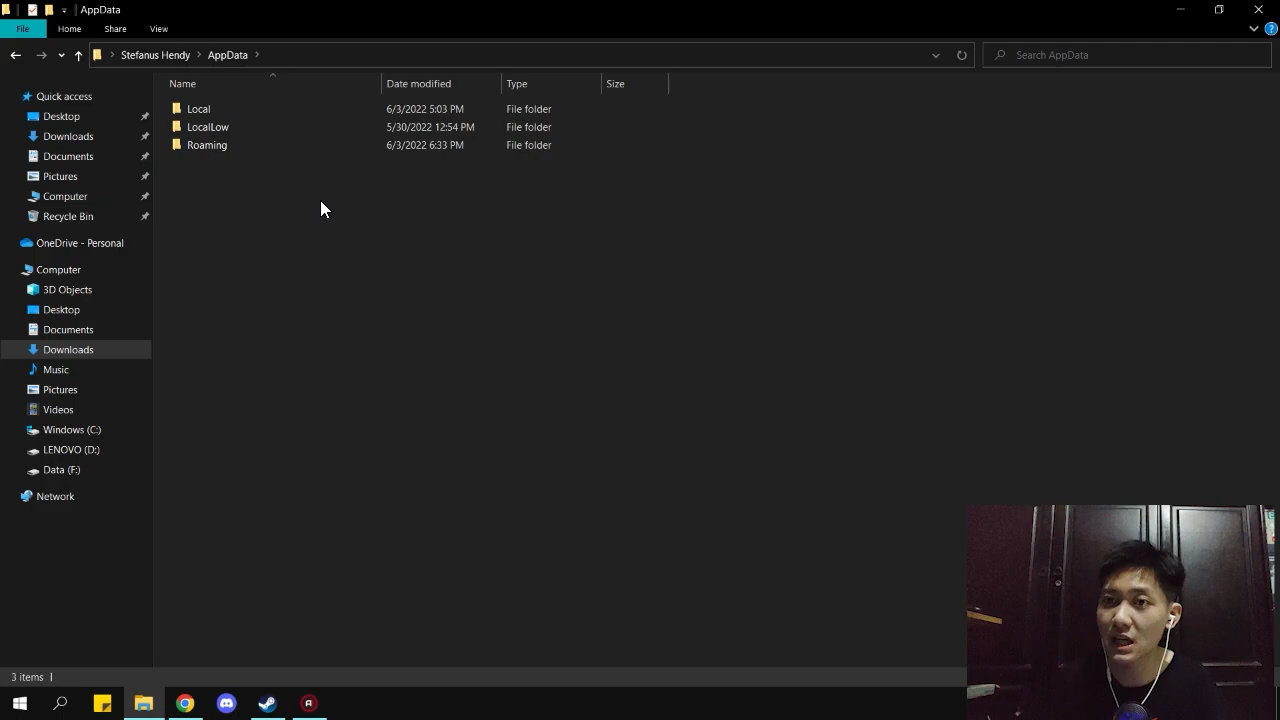 AppData
File Home Share View
Stefanus Hendy AppData Search AppData
Name Date modified Type Size
Local 6/3/2022 5:03 PM File folder
LocalLow 5/30/2022 12:54 PM File folder
Roaming 6/3/2022 6:33 PM File folder
Quick access
Desktop
Downloads
Documents
Pictures
Computer
Recycle Bin
OneDrive - Personal
Computer
3D Objects
Desktop
Documents
Downloads
Music
Pictures
Videos
Windows (C:)
LENOVO (D:)
Data (F:)
Network
3 items